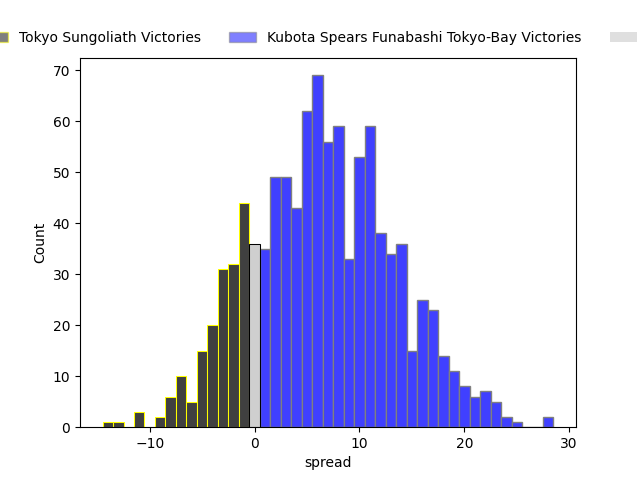 Tokyo Sungoliath Victories Kubota Spears Funabashi Tokyo-Bay Victories
70
60
50
40
30
20
10
0
Count
−10 0 10 20 30
spread